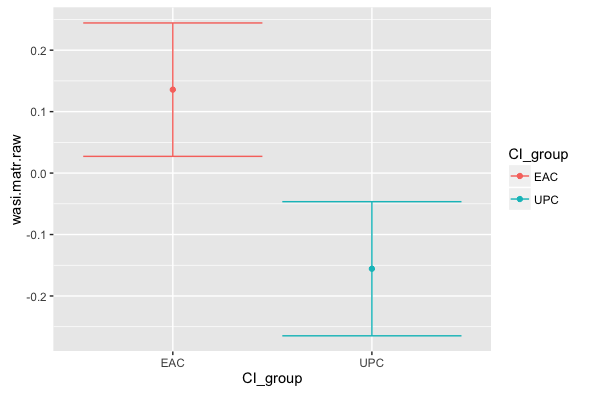 wasi.matr.raw
0.2
0.1
0.0
-0.1
-0.2
EAC
UPC
CI_group
CI_group
EAC
UPC